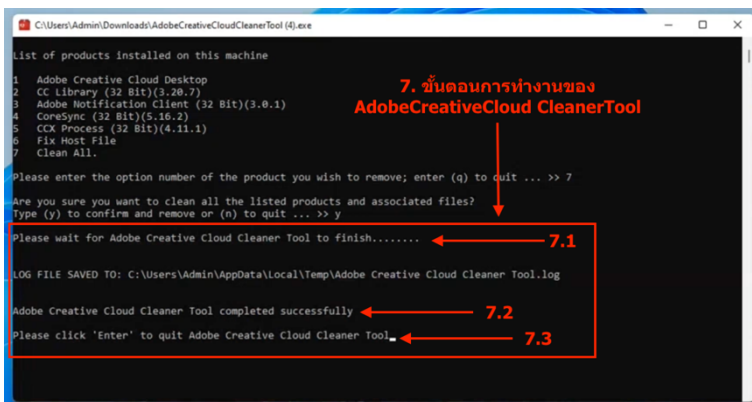 C:\Users\Admin\Downloads\AdobeCreativeCloudCleanerTool (4).exe
List of products installed on this machine
1 Adobe Creative Cloud Desktop
2 CC Library (32 Bit)(3.20.7)
3 Adobe Notification Client (32 Bit)(3.0.1)
4 CoreSync (32 Bit)(5.16.2)
5 CCX Process (32 Bit)(4.11.1)
6 Fix Host File
7 Clean All.
7. ขั้นตอนการทำงานของ
AdobeCreativeCloud CleanerTool
Please enter the option number of the product you wish to remove; enter (q) to quit ... >> 7
Are you sure you want to clean all the listed products and associated files?
Type (y) to confirm and remove or (n) to quit ... >> y
Please wait for Adobe Creative Cloud Cleaner Tool to finish........
7.1
LOG FILE SAVED TO: C:\Users\Admin\AppData\Local\Temp\Adobe Creative Cloud Cleaner Tool.log
Adobe Creative Cloud Cleaner Tool completed successfully
7.2
Please click 'Enter' to quit Adobe Creative Cloud Cleaner Tool
7.3